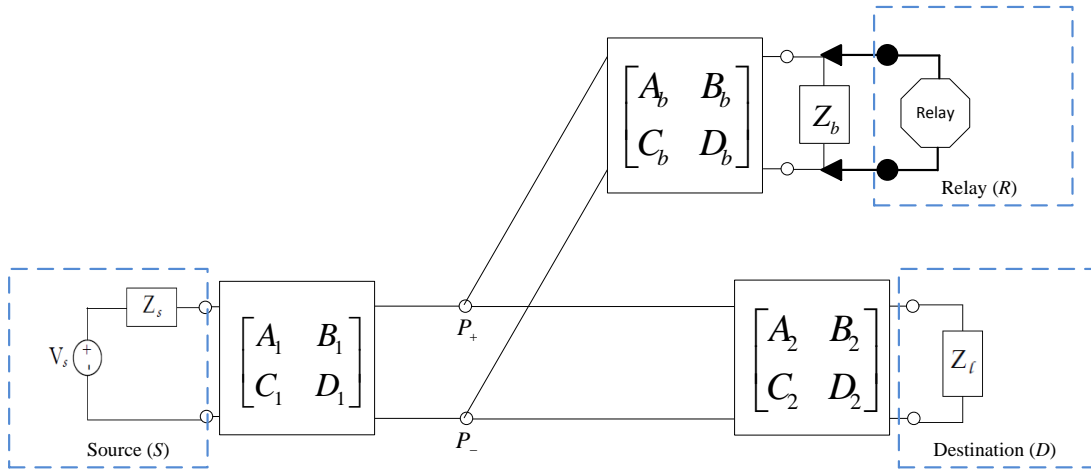 A_b B_b
C_b D_b
Z_b
Relay
Relay (R)
Z_s
V_s
+
-
A_1 B_1
C_1 D_1
P_+
P_-
A_2 B_2
C_2 D_2
Z_ℓ
Source (S)
Destination (D)